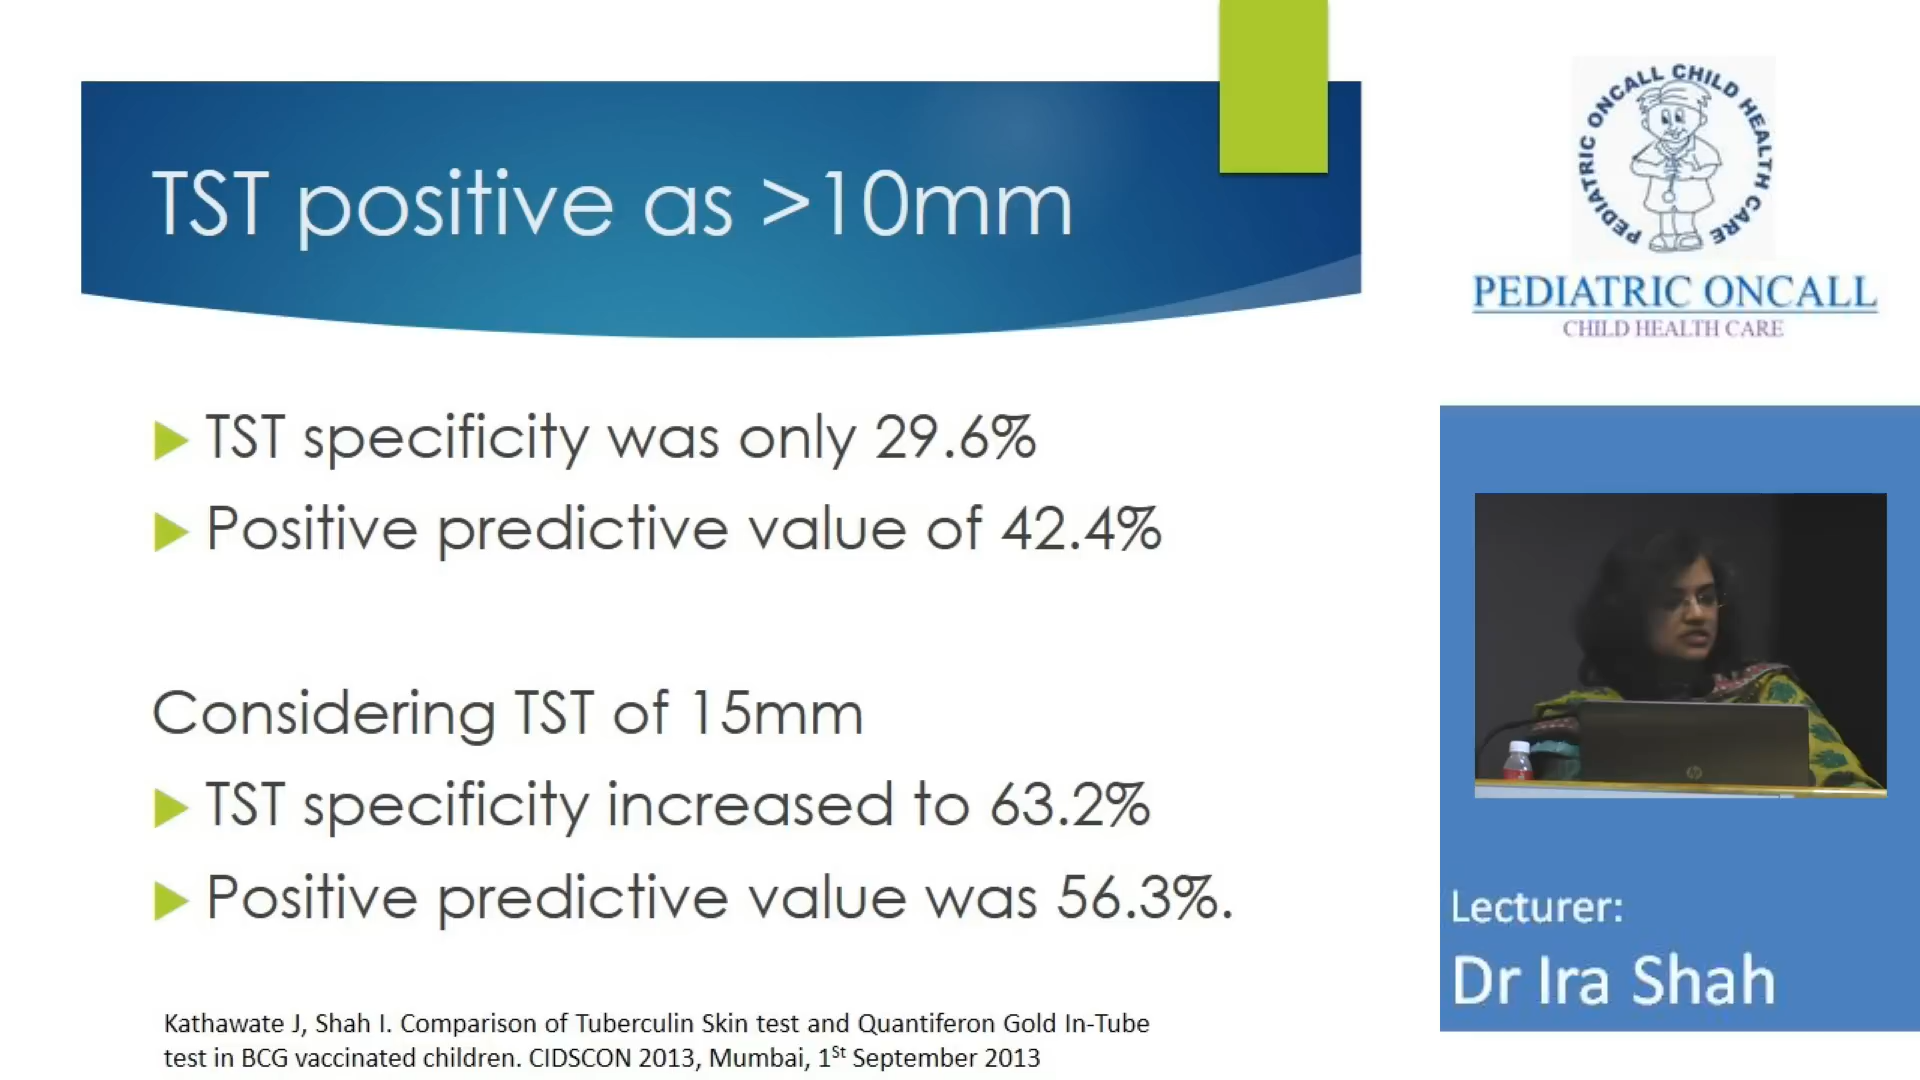 TST positive as >10mm
TST specificity was only 29.6%
Positive predictive value of 42.4%
Considering TST of 15mm
TST specificity increased to 63.2%
Positive predictive value was 56.3%.
Kathawate J, Shah I. Comparison of Tuberculin Skin test and Quantiferon Gold In-Tube
test in BCG vaccinated children. CIDSCON 2013, Mumbai, 1St September 2013
PEDIATRIC ONCALL CHILD HEALTH CARE
PEDIATRIC ONCALL
CHILD HEALTH CARE
hp
Lecturer:
Dr Ira Shah